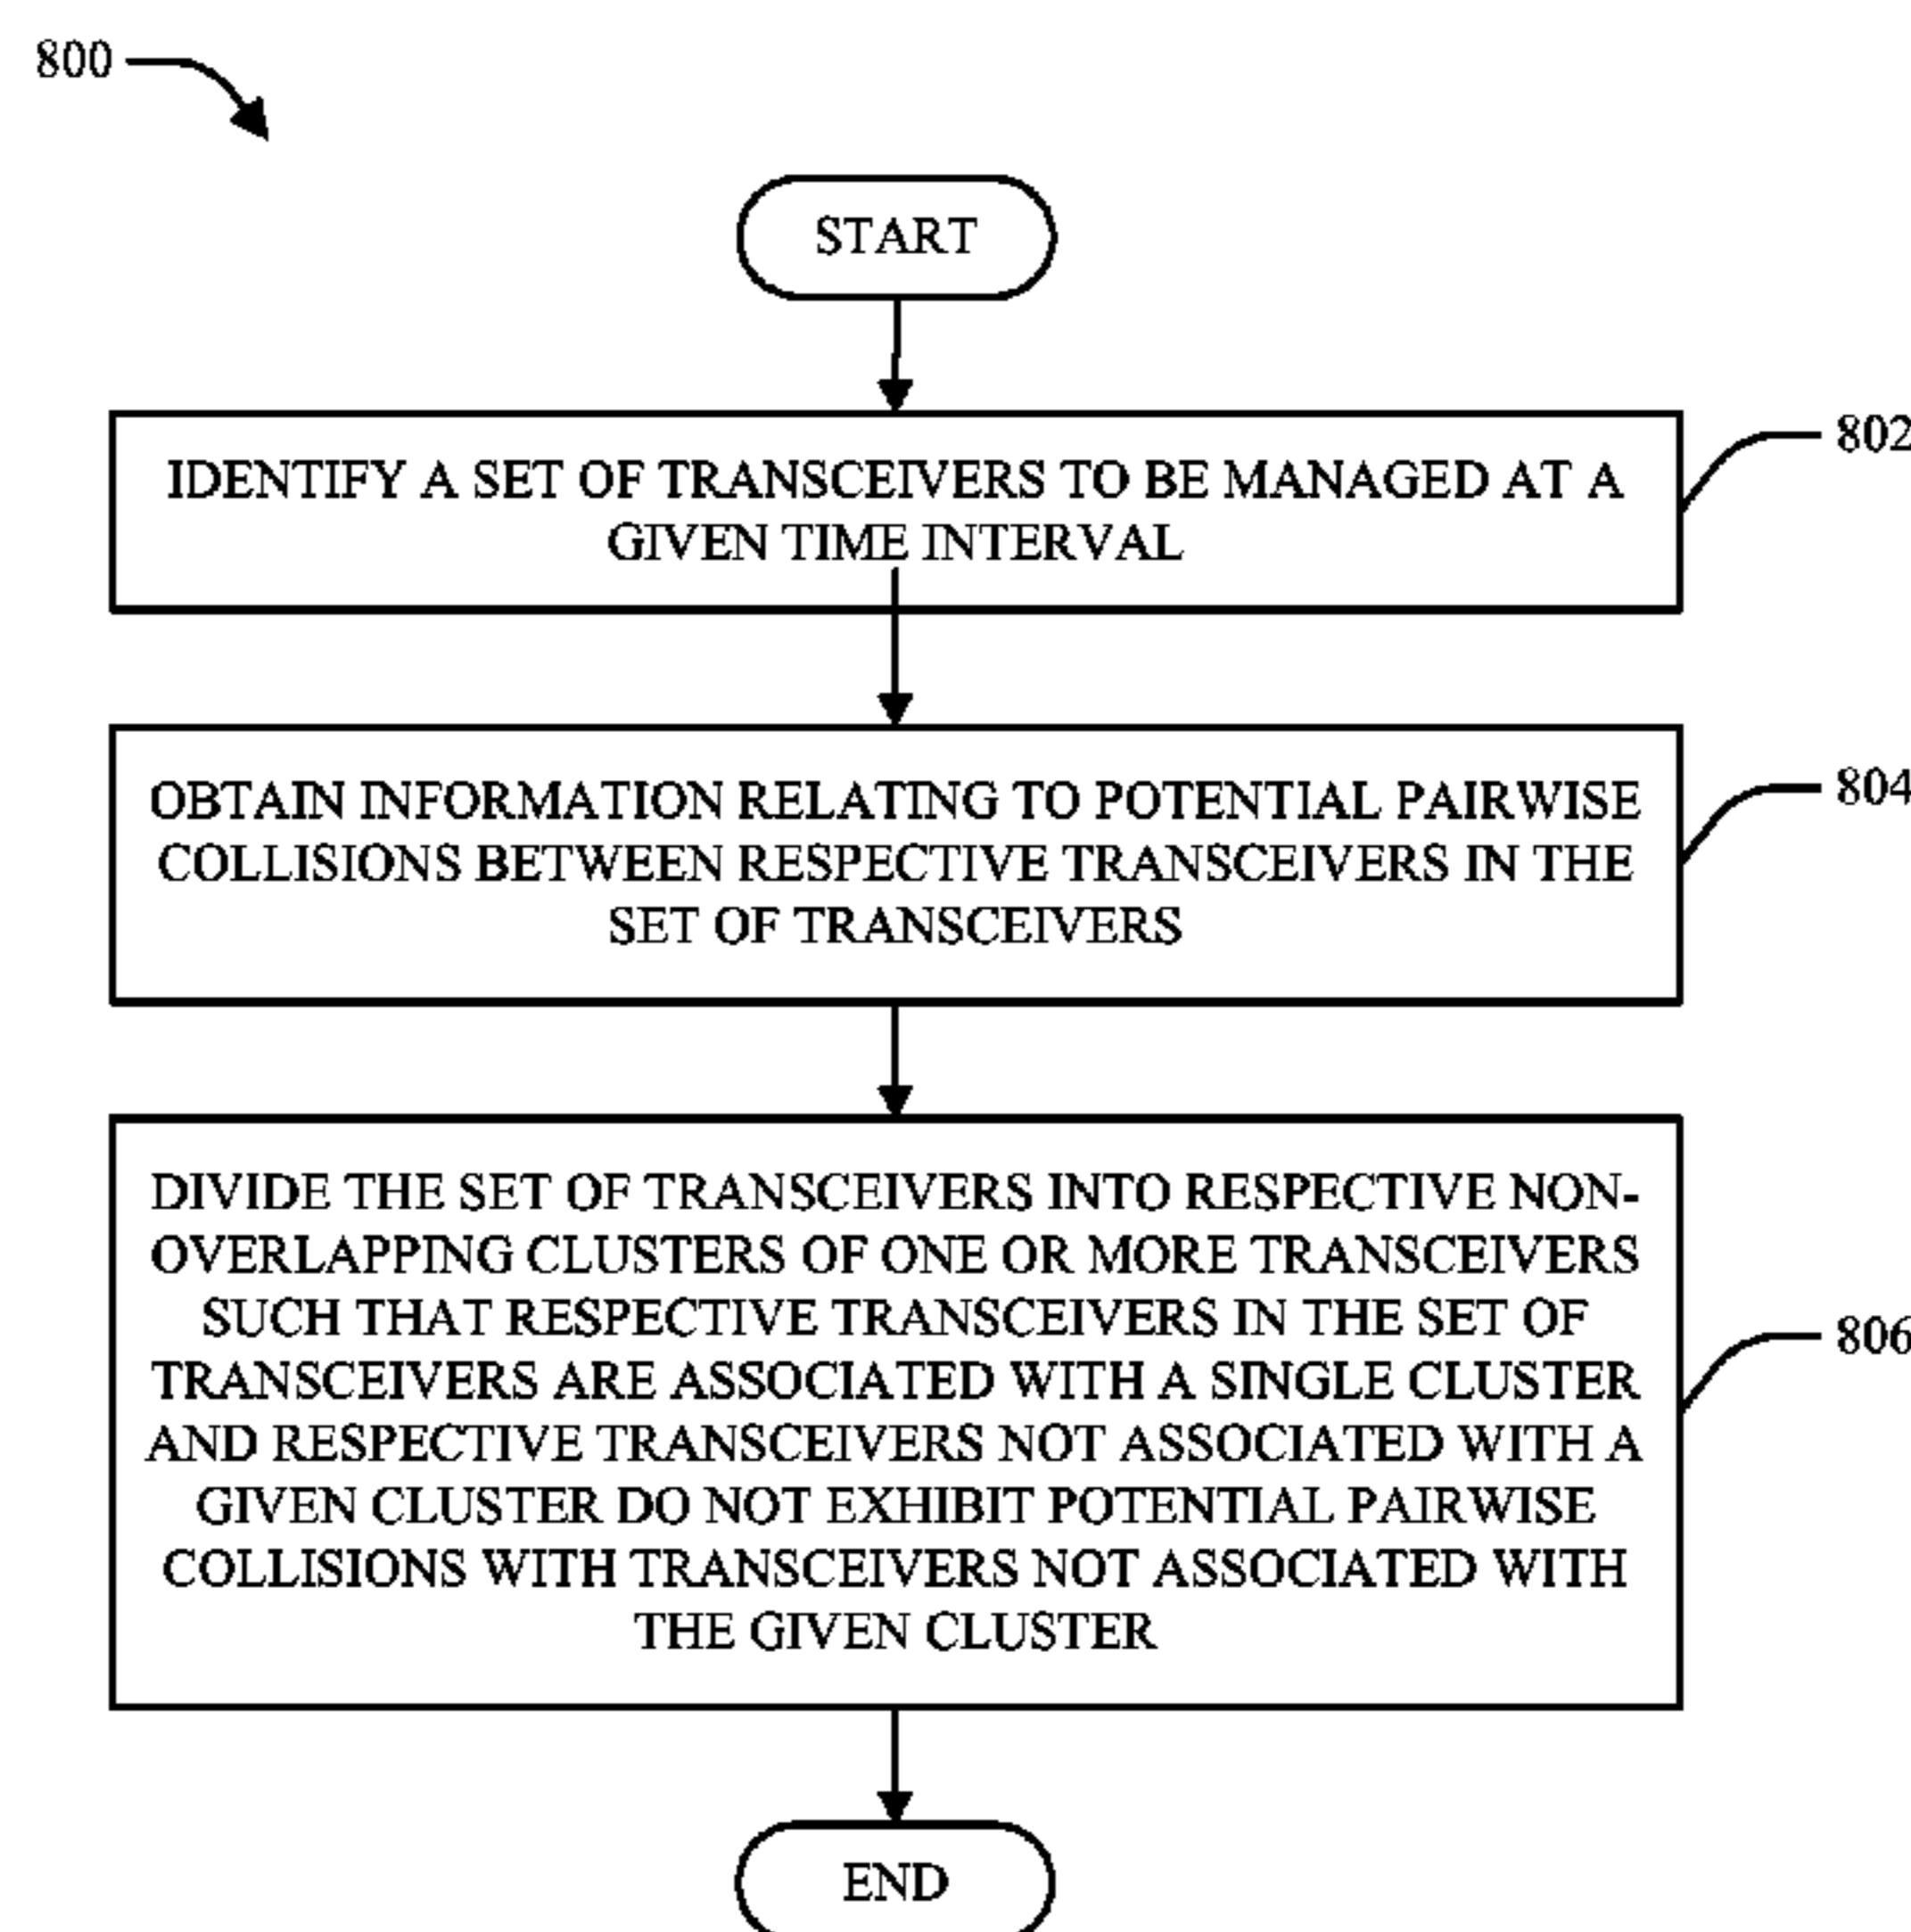 800
START
IDENTIFY A SET OF TRANSCEIVERS TO BE MANAGED AT A
GIVEN TIME INTERVAL
802
OBTAIN INFORMATION RELATING TO POTENTIAL PAIRWISE
COLLISIONS BETWEEN RESPECTIVE TRANSCEIVERS IN THE
SET OF TRANSCEIVERS
804
DIVIDE THE SET OF TRANSCEIVERS INTO RESPECTIVE NON-
OVERLAPPING CLUSTERS OF ONE OR MORE TRANSCEIVERS
SUCH THAT RESPECTIVE TRANSCEIVERS IN THE SET OF
TRANSCEIVERS ARE ASSOCIATED WITH A SINGLE CLUSTER
AND RESPECTIVE TRANSCEIVERS NOT ASSOCIATED WITH A
GIVEN CLUSTER DO NOT EXHIBIT POTENTIAL PAIRWISE
COLLISIONS WITH TRANSCEIVERS NOT ASSOCIATED WITH
THE GIVEN CLUSTER
806
END